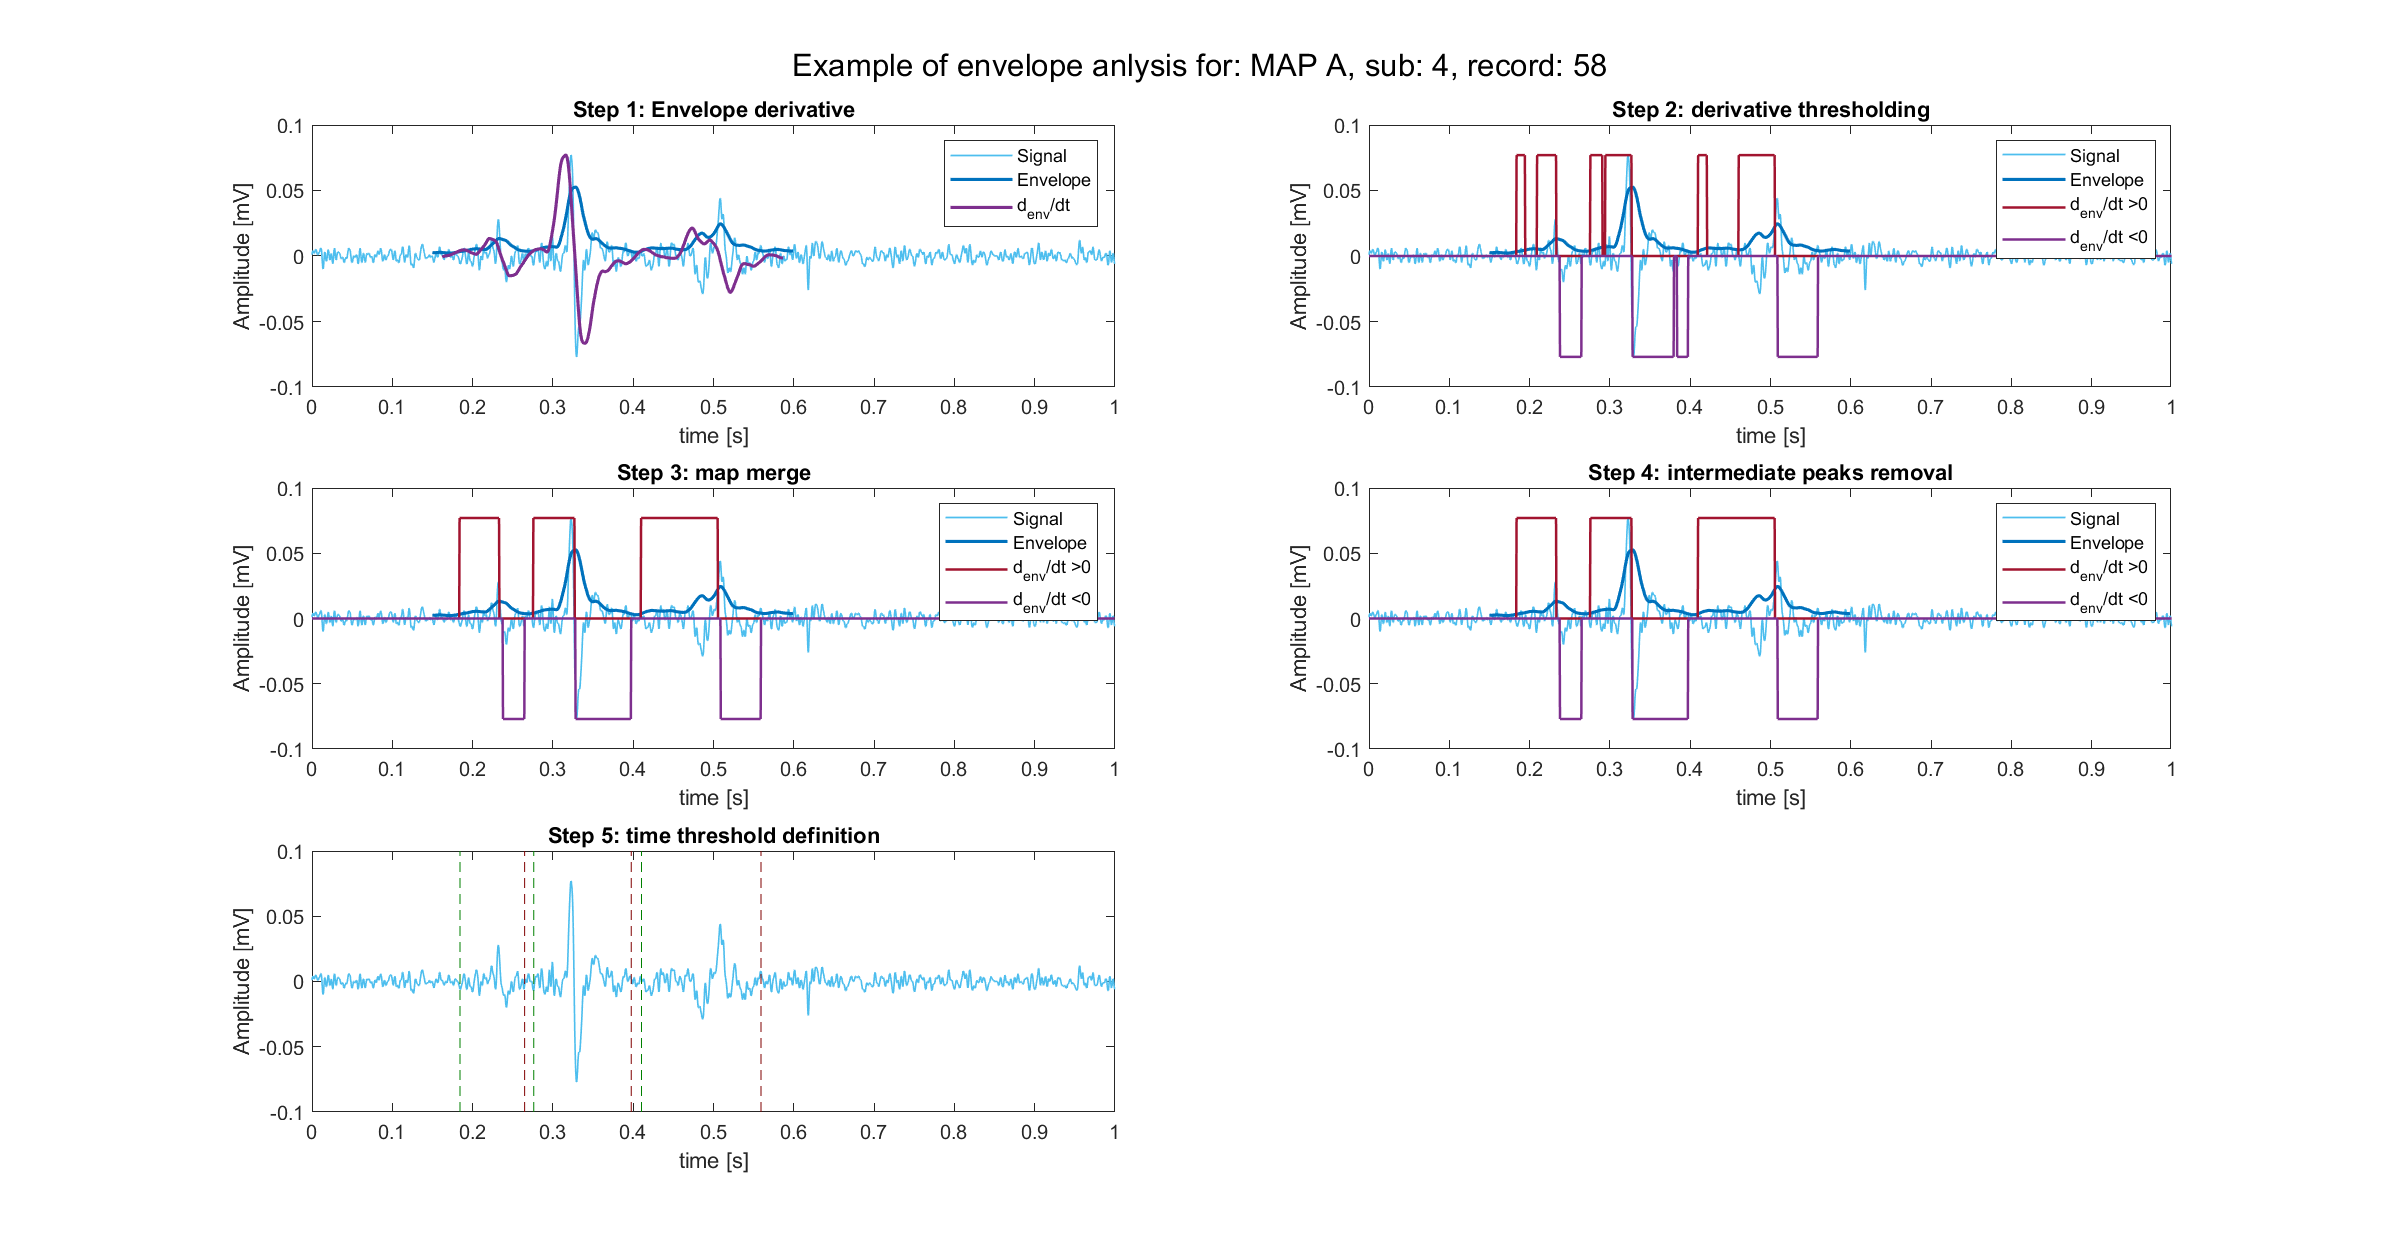 Example of envelope anlysis for: MAP A, sub: 4, record: 58
Step 1: Envelope derivative
0.1
0.05
0
-0.05
-0.1
Amplitude [mV]
0 0.1 0.2 0.3 0.4 0.5 0.6 0.7 0.8 0.9 1
time [s]
Signal
Envelope
d_env/dt
Step 2: derivative thresholding
0.1
0.05
0
-0.05
-0.1
Amplitude [mV]
0 0.1 0.2 0.3 0.4 0.5 0.6 0.7 0.8 0.9 1
time [s]
Signal
Envelope
d_env/dt >0
d_env/dt <0
Step 3: map merge
0.1
0.05
0
-0.05
-0.1
Amplitude [mV]
0 0.1 0.2 0.3 0.4 0.5 0.6 0.7 0.8 0.9 1
time [s]
Signal
Envelope
d_env/dt >0
d_env/dt <0
Step 4: intermediate peaks removal
0.1
0.05
0
-0.05
-0.1
Amplitude [mV]
0 0.1 0.2 0.3 0.4 0.5 0.6 0.7 0.8 0.9 1
time [s]
Signal
Envelope
d_env/dt >0
d_env/dt <0
Step 5: time threshold definition
0.1
0.05
0
-0.05
-0.1
Amplitude [mV]
0 0.1 0.2 0.3 0.4 0.5 0.6 0.7 0.8 0.9 1
time [s]